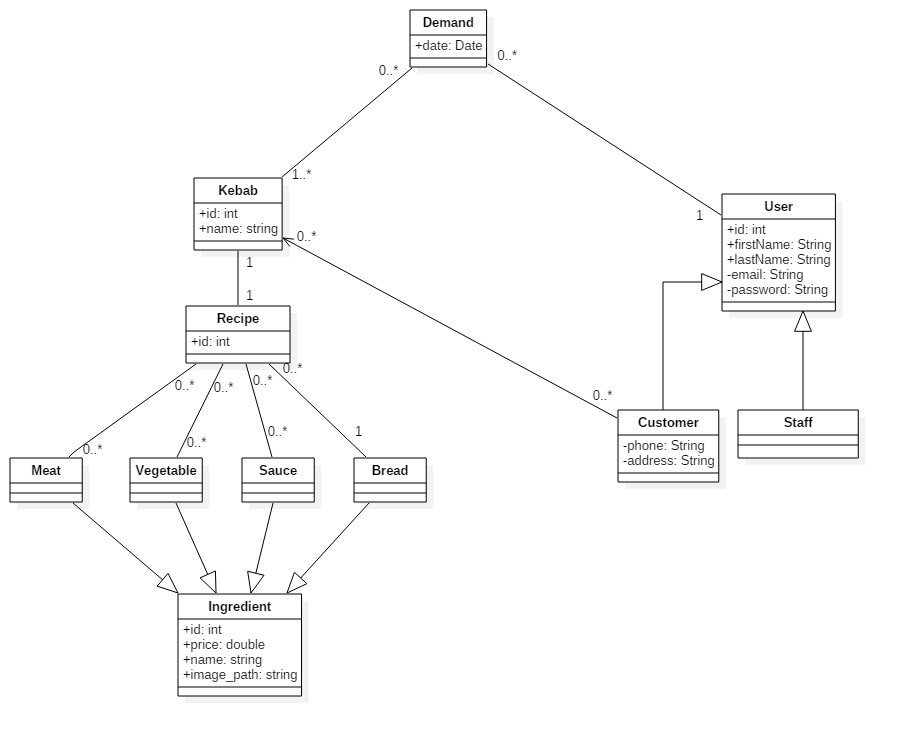 Demand
+date: Date
0..*
0..*
1..*
Kebab
+id: int
+name: string
0..*
1
User
+id: int
+firstName: String
+lastName: String
-email: String
-password: String
1
1
Recipe
+id: int
0..*
0..*
0..*
0..*
0..*
0..*
0..*
1
0..*
Customer
-phone: String
-address: String
Staff
Meat
Vegetable
Sauce
Bread
Ingredient
+id: int
+price: double
+name: string
+image_path: string